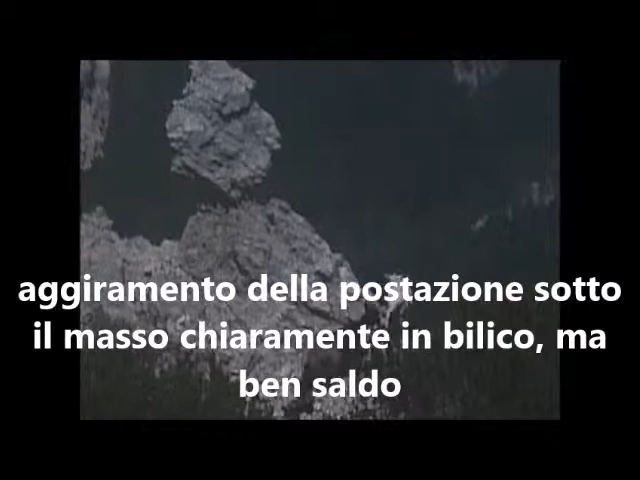 aggiramento della postazione sotto
il masso chiaramente in bilico, ma
ben saldo